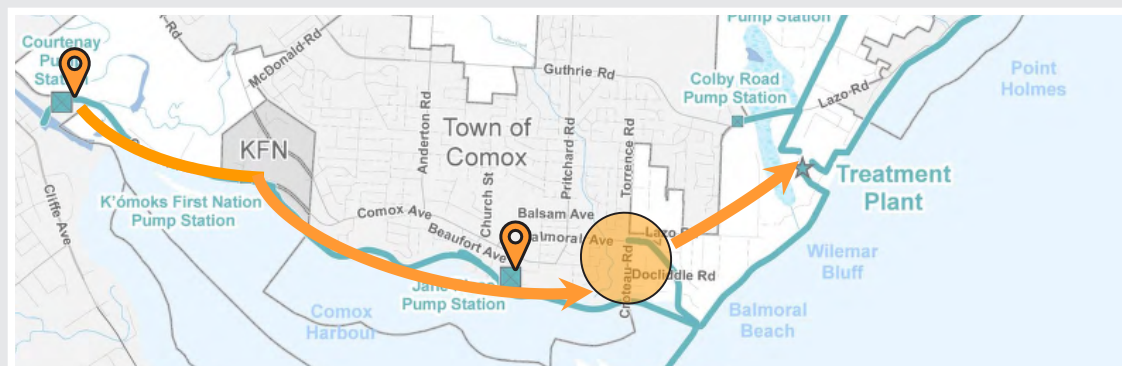 Courtenay
Pump
Station
McDonald Rd
Guthrie Rd
Pump Station
Colby Road
Pump Station
Lazo Rd
Point
Holmes
KFN
Anderton Rd
Town of
Comox
Pritchard Rd
Torrence Rd
Church St
Treatment
Plant
Cliffe Ave
K'ómoks First Nation
Pump Station
Comox Ave
Beaufort Ave
Balsam Ave
Balmoral Ave
Lazo
Croteau Rd
Docliddle Rd
Pump Station
Wilemar
Bluff
Balmoral
Beach
Comox
Harbour